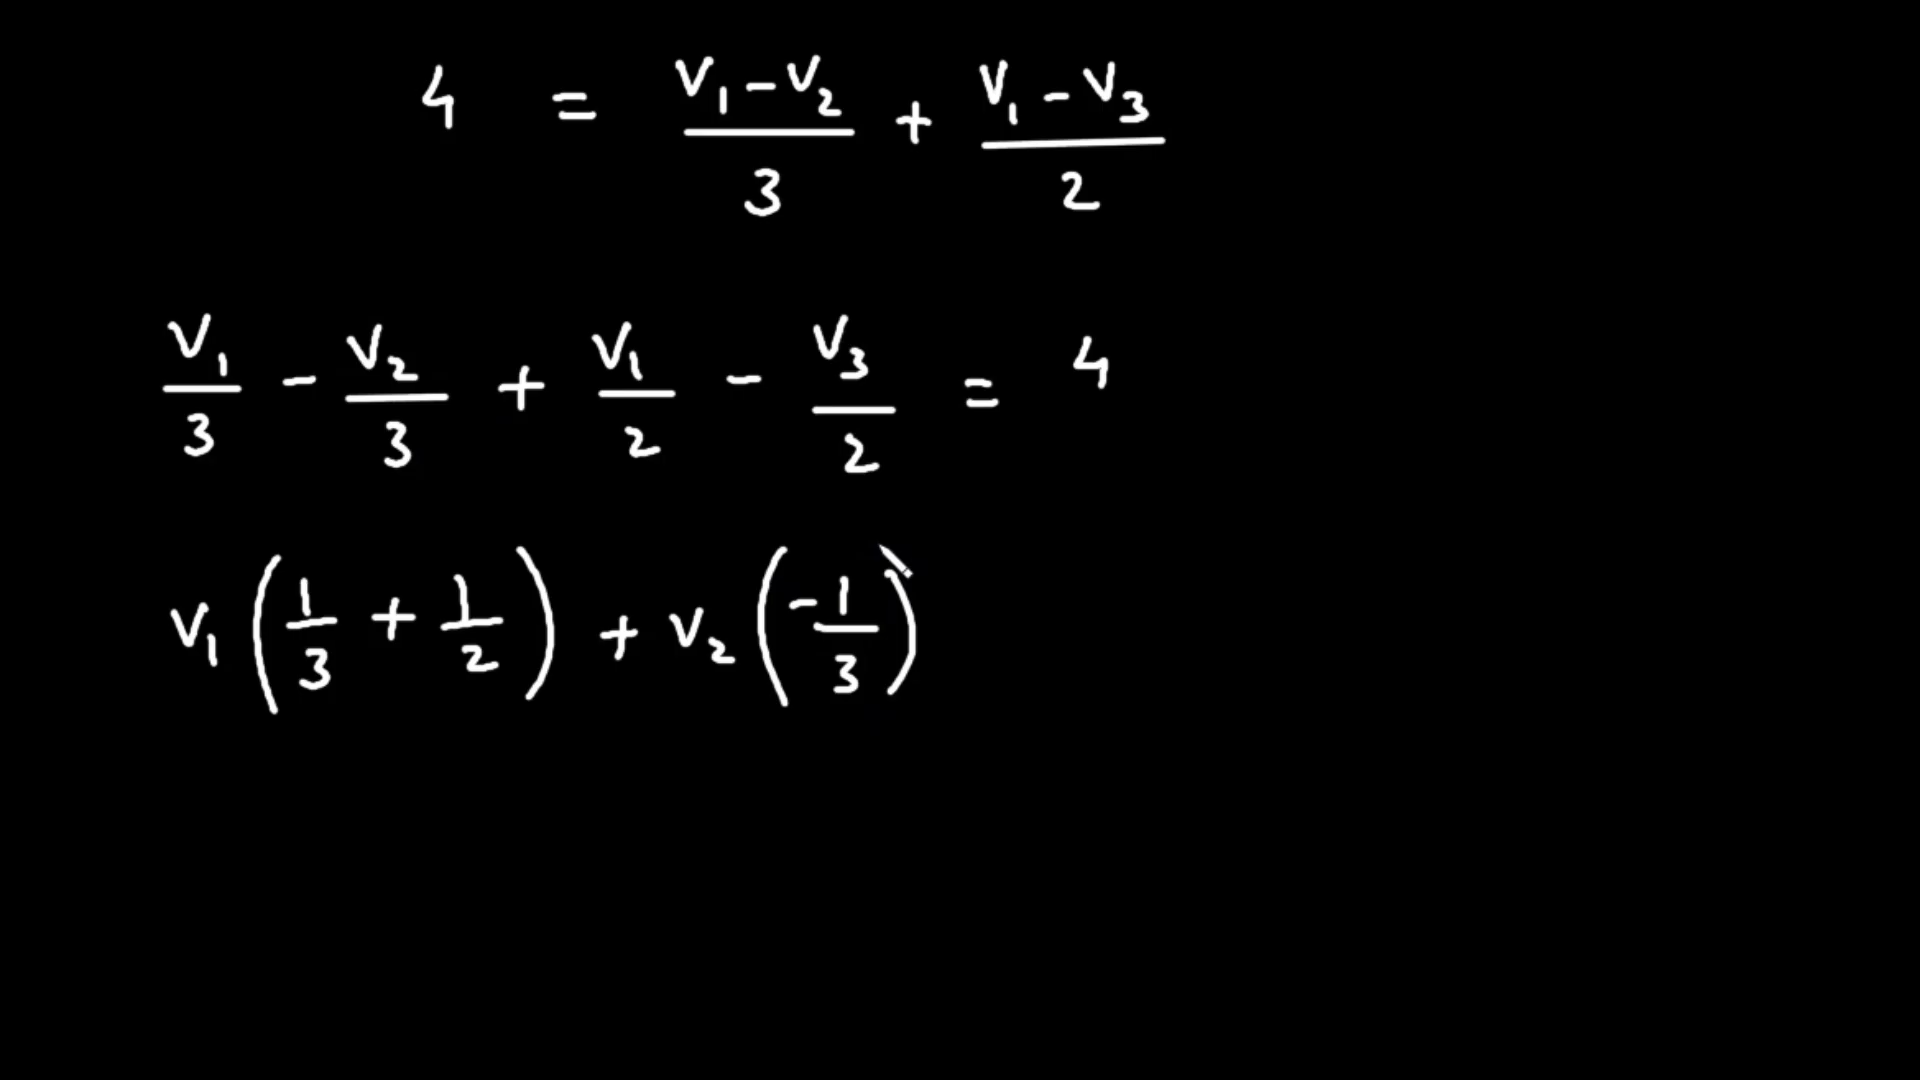 4 = (V₁ - V₂)/3 + (V₁ - V₃)/2
V₁/3 - V₂/3 + V₁/2 - V₃/2 = 4
V₁(1/3 + 1/2) + V₂(-1/3)